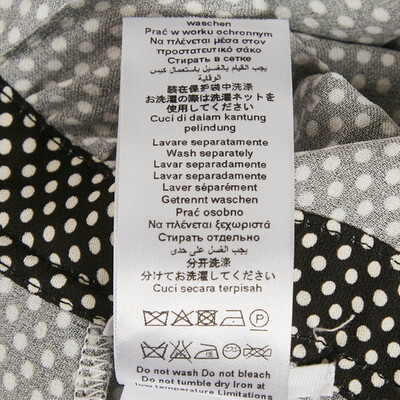 waschen
Prać w worku ochronnym
Να πλένεται μέσα στον
προστατευτικό σάκο
Стирать в сетке
يجب القيام بالغسيل باستعمال كيس
الوقاية
装在保护袋中洗涤
お洗濯の際は洗濯ネットを
使用してください
Cuci di dalam kantung
pelindung
Lavare separatamente
Wash separately
Lavar separadamente
Lavar separadamente
Laver séparément
Getrennt waschen
Prać osobno
Να πλένεται ξεχωριστά
Стирать отдельно
يجب الغسل على حدى
分开洗涤
分けてお洗濯してください
Cuci secara terpisah
P
Do not wash Do not bleach
Do not tumble dry Iron at
low temperature Limitations